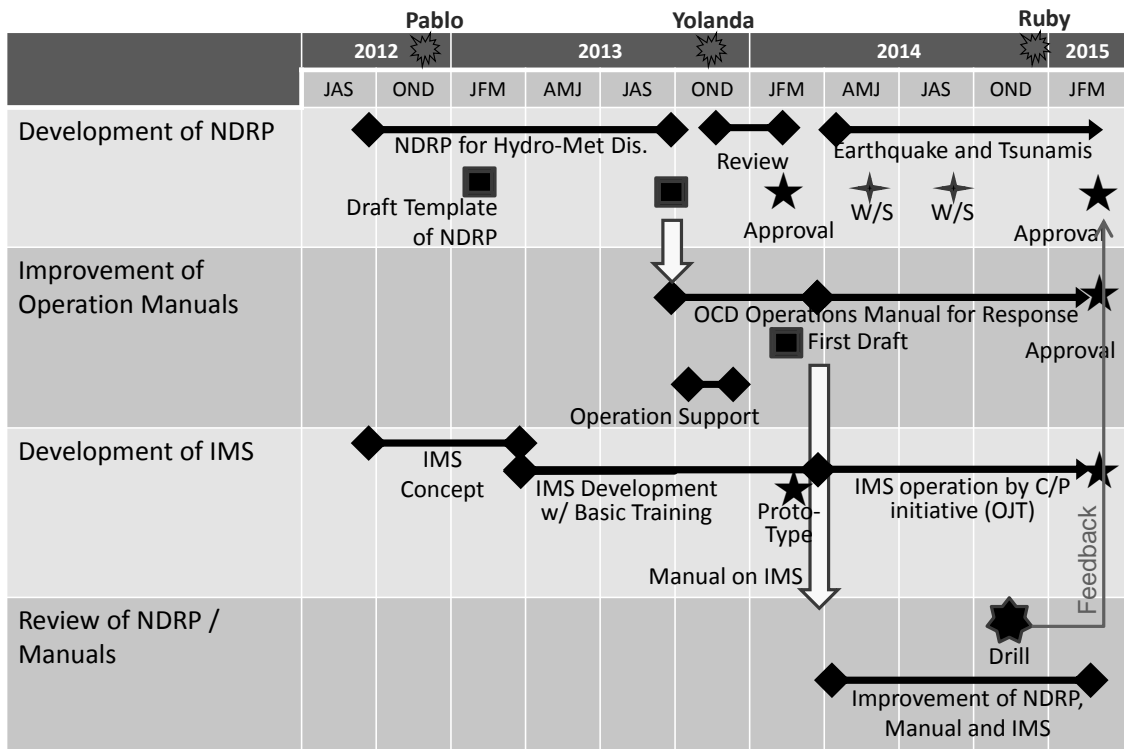 Pablo Yolanda Ruby
2012 2013 2014 2015
JAS OND JFM AMJ JAS OND JFM AMJ JAS OND JFM
Development of NDRP
NDRP for Hydro-Met Dis.
Review
Earthquake and Tsunamis
Draft Template
of NDRP
Approval
W/S
W/S
Approval
Improvement of
Operation Manuals
OCD Operations Manual for Response
First Draft
Approval
Operation Support
Development of IMS
IMS
Concept
IMS Development
w/ Basic Training
Proto-
Type
IMS operation by C/P
initiative (OJT)
Manual on IMS
Feedback
Review of NDRP /
Manuals
Drill
Improvement of NDRP,
Manual and IMS